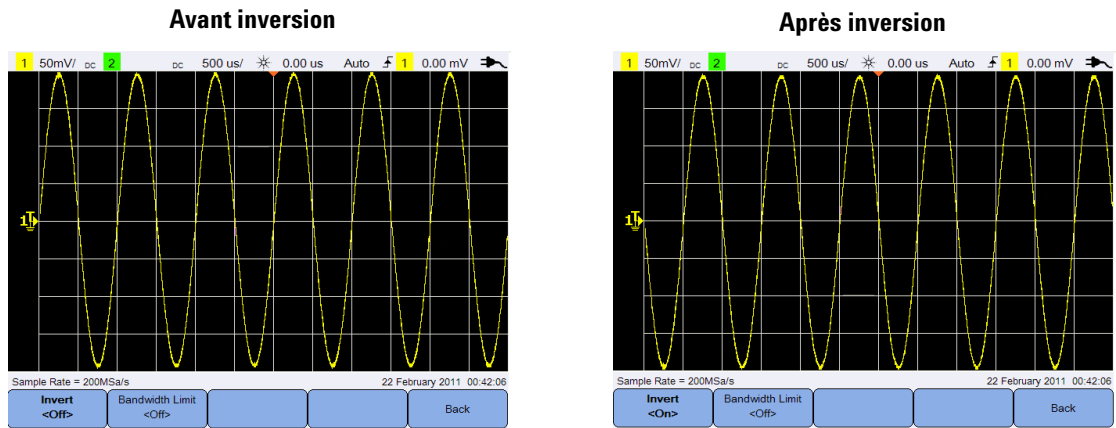 Avant inversion
1 50mV/ DC 2 DC 500 us/ 0.00 us Auto 1 0.00 mV
1
Sample Rate = 200MSa/s 22 February 2011 00:42:06
Invert
<Off>
Bandwidth Limit
<Off>
Back
Après inversion
1 50mV/ DC 2 DC 500 us/ 0.00 us Auto 1 0.00 mV
1
Sample Rate = 200MSa/s 22 February 2011 00:42:06
Invert
<On>
Bandwidth Limit
<Off>
Back